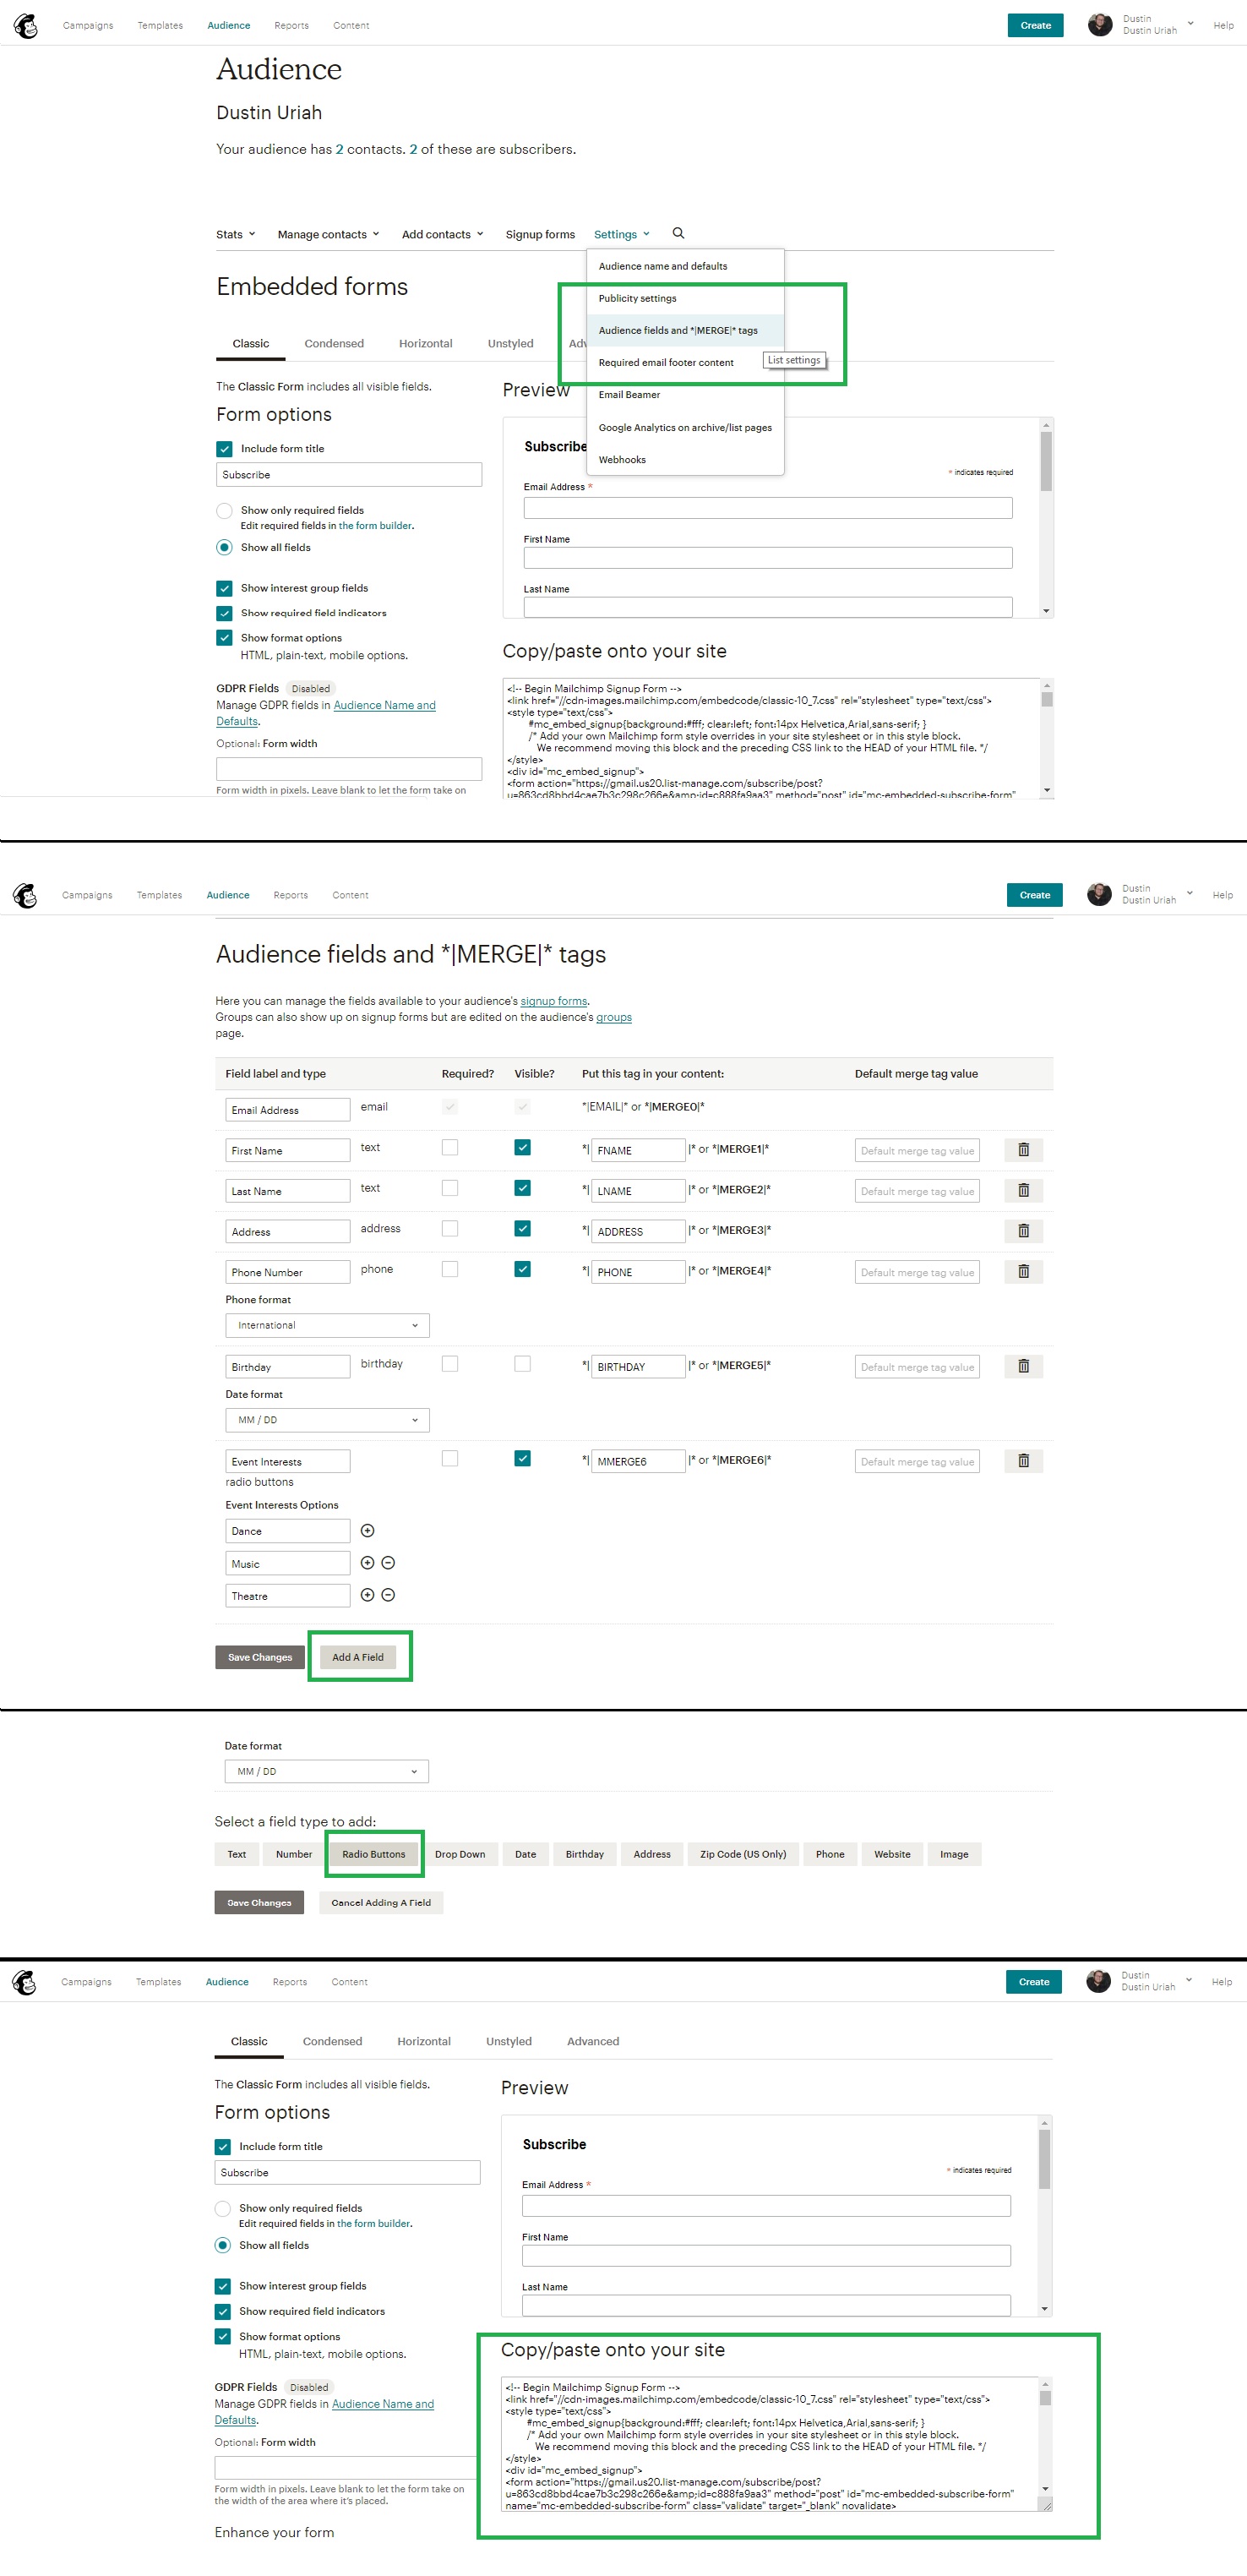 Campaigns Templates Audience Reports Content Create Dustin Dustin Uriah Help
Audience
Dustin Uriah
Your audience has 2 contacts. 2 of these are subscribers.
Stats Manage contacts Add contacts Signup forms Settings
Audience name and defaults
Publicity settings
Audience fields and *|MERGE|* tags
Required email footer content
List settings
Email Beamer
Google Analytics on archive/list pages
Webhooks
Embedded forms
Classic Condensed Horizontal Unstyled Adv
The Classic Form includes all visible fields.
Form options
Include form title
Subscribe
Show only required fields
Edit required fields in the form builder.
Show all fields
Show interest group fields
Show required field indicators
Show format options
HTML, plain-text, mobile options.
GDPR Fields Disabled
Manage GDPR fields in Audience Name and
Defaults.
Optional: Form width
Form width in pixels. Leave blank to let the form take on
Preview
Subscribe
* indicates required
Email Address *
First Name
Last Name
Copy/paste onto your site
<!-- Begin Mailchimp Signup Form -->
<link href="//cdn-images.mailchimp.com/embedcode/classic-10_7.css" rel="stylesheet" type="text/css">
<style type="text/css">
#mc_embed_signup{background:#fff; clear:left; font:14px Helvetica,Arial,sans-serif; }
/* Add your own Mailchimp form style overrides in your site stylesheet or in this style block.
We recommend moving this block and the preceding CSS link to the HEAD of your HTML file. */
</style>
<div id="mc_embed_signup">
<form action="https://gmail.us20.list-manage.com/subscribe/post?
u=863cd8bbd4cae7b3c298c266e&amp;id=c888fa9aa3" method="post" id="mc-embedded-subscribe-form"
Campaigns Templates Audience Reports Content Create Dustin Dustin Uriah Help
Audience fields and *|MERGE|* tags
Here you can manage the fields available to your audience's signup forms.
Groups can also show up on signup forms but are edited on the audience's groups
page.
Field label and type Required? Visible? Put this tag in your content: Default merge tag value
Email Address email *|EMAIL|* or *|MERGE0|*
First Name text *| FNAME |* or *|MERGE1|* Default merge tag value
Last Name text *| LNAME |* or *|MERGE2|* Default merge tag value
Address address *| ADDRESS |* or *|MERGE3|*
Phone Number phone *| PHONE |* or *|MERGE4|* Default merge tag value
Phone format
International
Birthday birthday *| BIRTHDAY |* or *|MERGE5|* Default merge tag value
Date format
MM / DD
Event Interests *| MMERGE6 |* or *|MERGE6|* Default merge tag value
radio buttons
Event Interests Options
Dance
Music
Theatre
Save Changes Add A Field
Date format
MM / DD
Select a field type to add:
Text Number Radio Buttons Drop Down Date Birthday Address Zip Code (US Only) Phone Website Image
Save Changes Cancel Adding A Field
Campaigns Templates Audience Reports Content Create Dustin Dustin Uriah Help
Classic Condensed Horizontal Unstyled Advanced
The Classic Form includes all visible fields.
Form options
Include form title
Subscribe
Show only required fields
Edit required fields in the form builder.
Show all fields
Show interest group fields
Show required field indicators
Show format options
HTML, plain-text, mobile options.
GDPR Fields Disabled
Manage GDPR fields in Audience Name and
Defaults.
Optional: Form width
Form width in pixels. Leave blank to let the form take on
the width of the area where it's placed.
Enhance your form
Preview
Subscribe
* indicates required
Email Address *
First Name
Last Name
Copy/paste onto your site
<!-- Begin Mailchimp Signup Form -->
<link href="//cdn-images.mailchimp.com/embedcode/classic-10_7.css" rel="stylesheet" type="text/css">
<style type="text/css">
#mc_embed_signup{background:#fff; clear:left; font:14px Helvetica,Arial,sans-serif; }
/* Add your own Mailchimp form style overrides in your site stylesheet or in this style block.
We recommend moving this block and the preceding CSS link to the HEAD of your HTML file. */
</style>
<div id="mc_embed_signup">
<form action="https://gmail.us20.list-manage.com/subscribe/post?
u=863cd8bbd4cae7b3c298c266e&amp;id=c888fa9aa3" method="post" id="mc-embedded-subscribe-form"
name="mc-embedded-subscribe-form" class="validate" target="_blank" novalidate>